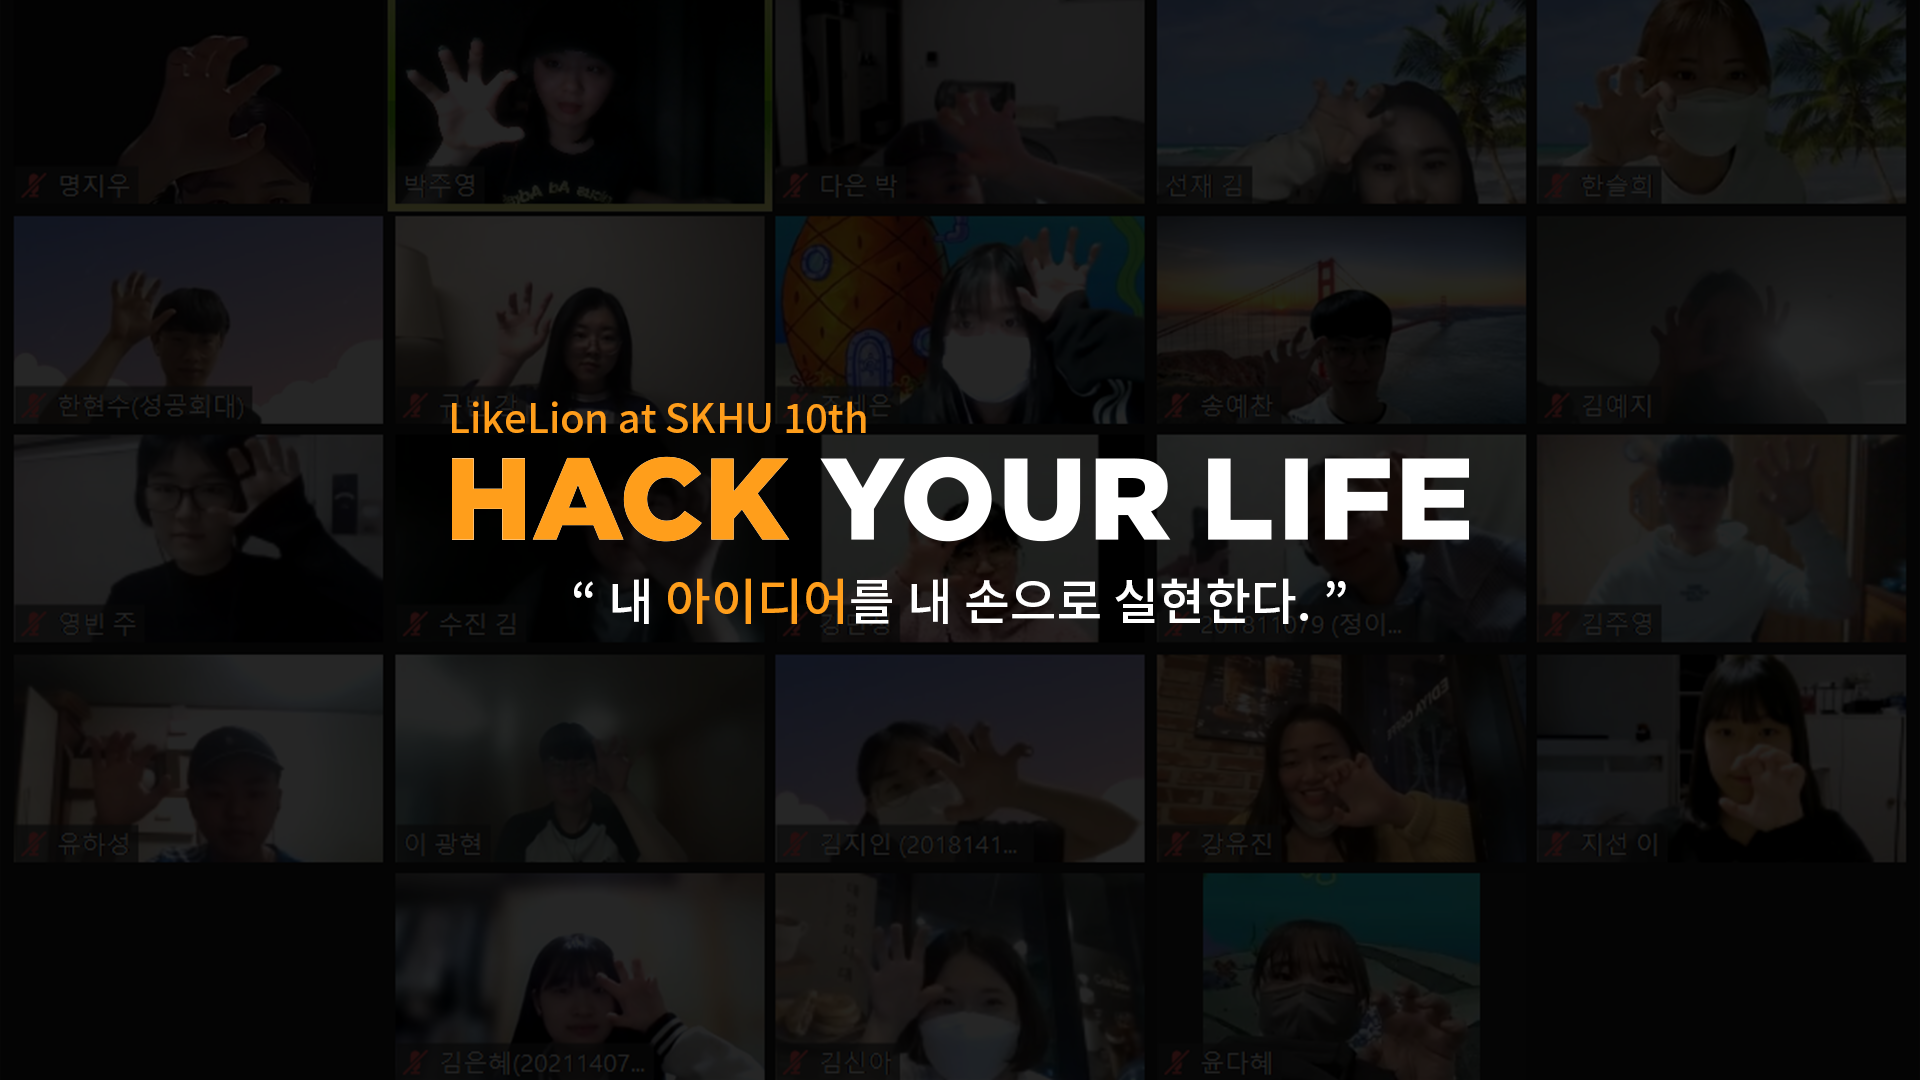 명지우
박주영
다은 박
선재 김
한슬희
한현수(성공회대)
송예찬
김예지
LikeLion at SKHU 10th
HACK YOUR LIFE
“ 내 아이디어를 내 손으로 실현한다. ”
영빈 주
수진 김
201811079 (정이...
김주영
유하성
이 광현
김지인 (2018141...
강유진
지선 이
김은혜(20211407...
김신아
윤다혜